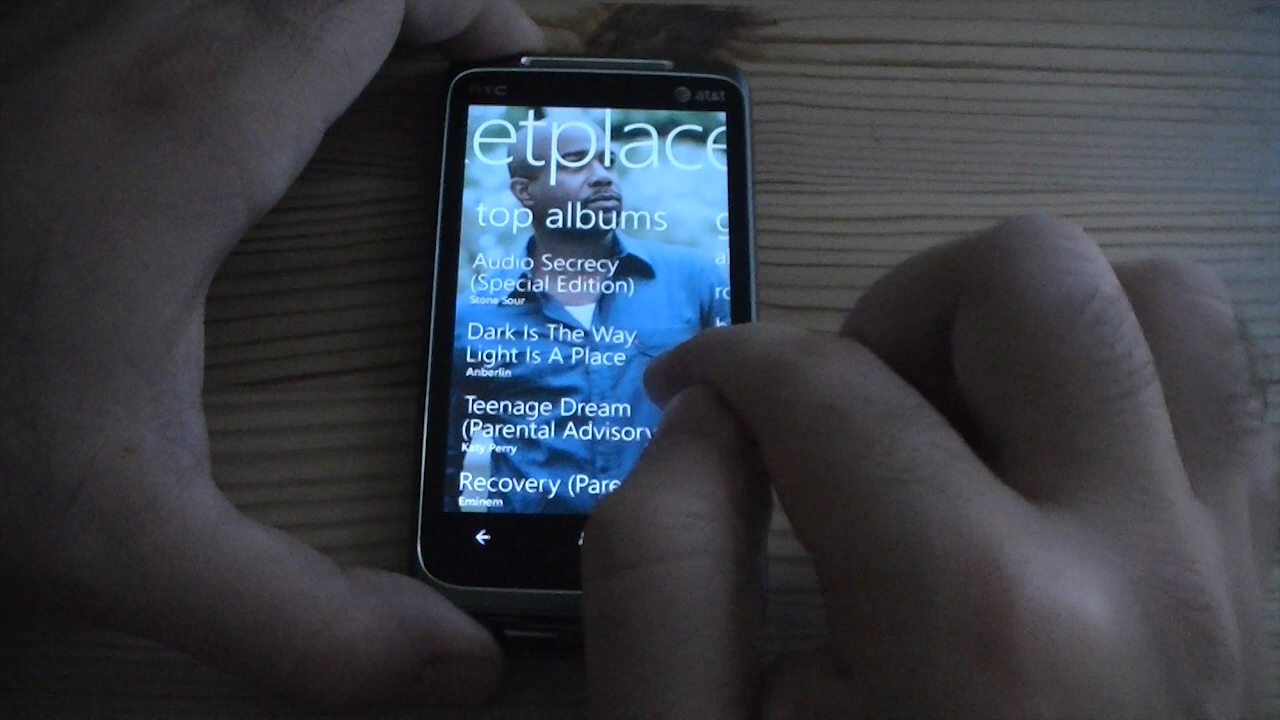 HTC
at&t
etplace
top albums
g
Audio Secrecy
(Special Edition)
Stone Sour
a
ro
Dark Is The Way
Light Is A Place
Anberlin
Teenage Dream
(Parental Advisory
Katy Perry
Recovery (Pare
Eminem